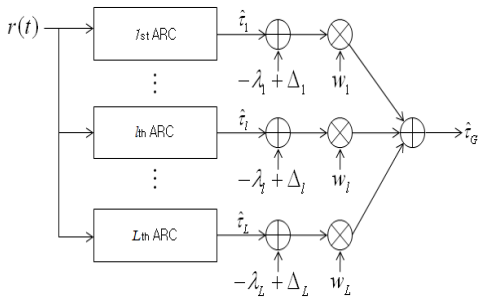 r(t)
1st ARC
τ̂₁
−λ₁ + Δ₁
w₁
⋮
⋮
lth ARC
τ̂ₗ
−λₗ + Δₗ
wₗ
τ̂_G
⋮
⋮
Lth ARC
τ̂_L
−λ_L + Δ_L
w_L